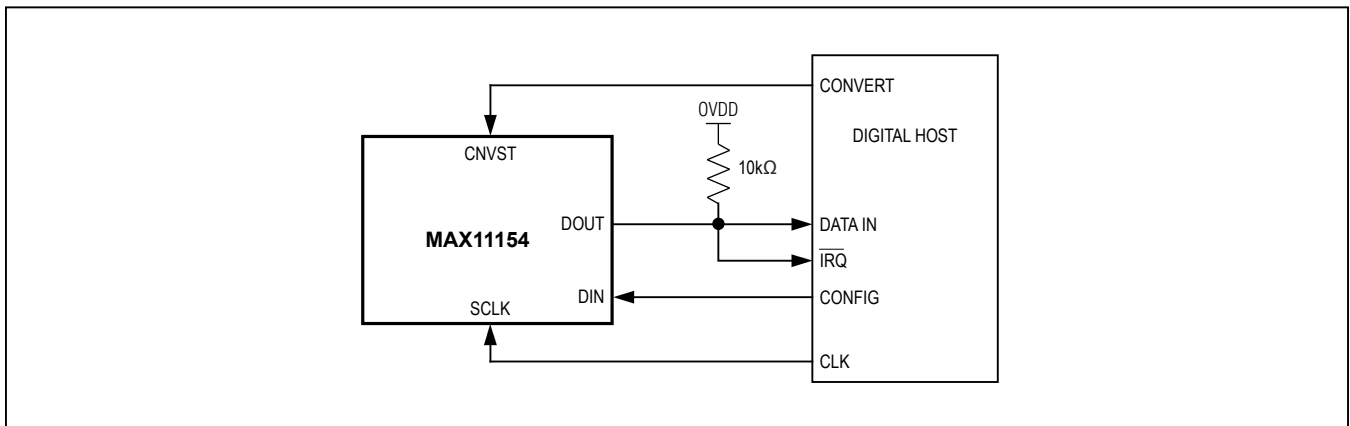 CONVERT
OVDD
DIGITAL HOST
CNVST
10kΩ
DOUT
DATA IN
MAX11154
IRQ
DIN
CONFIG
SCLK
CLK